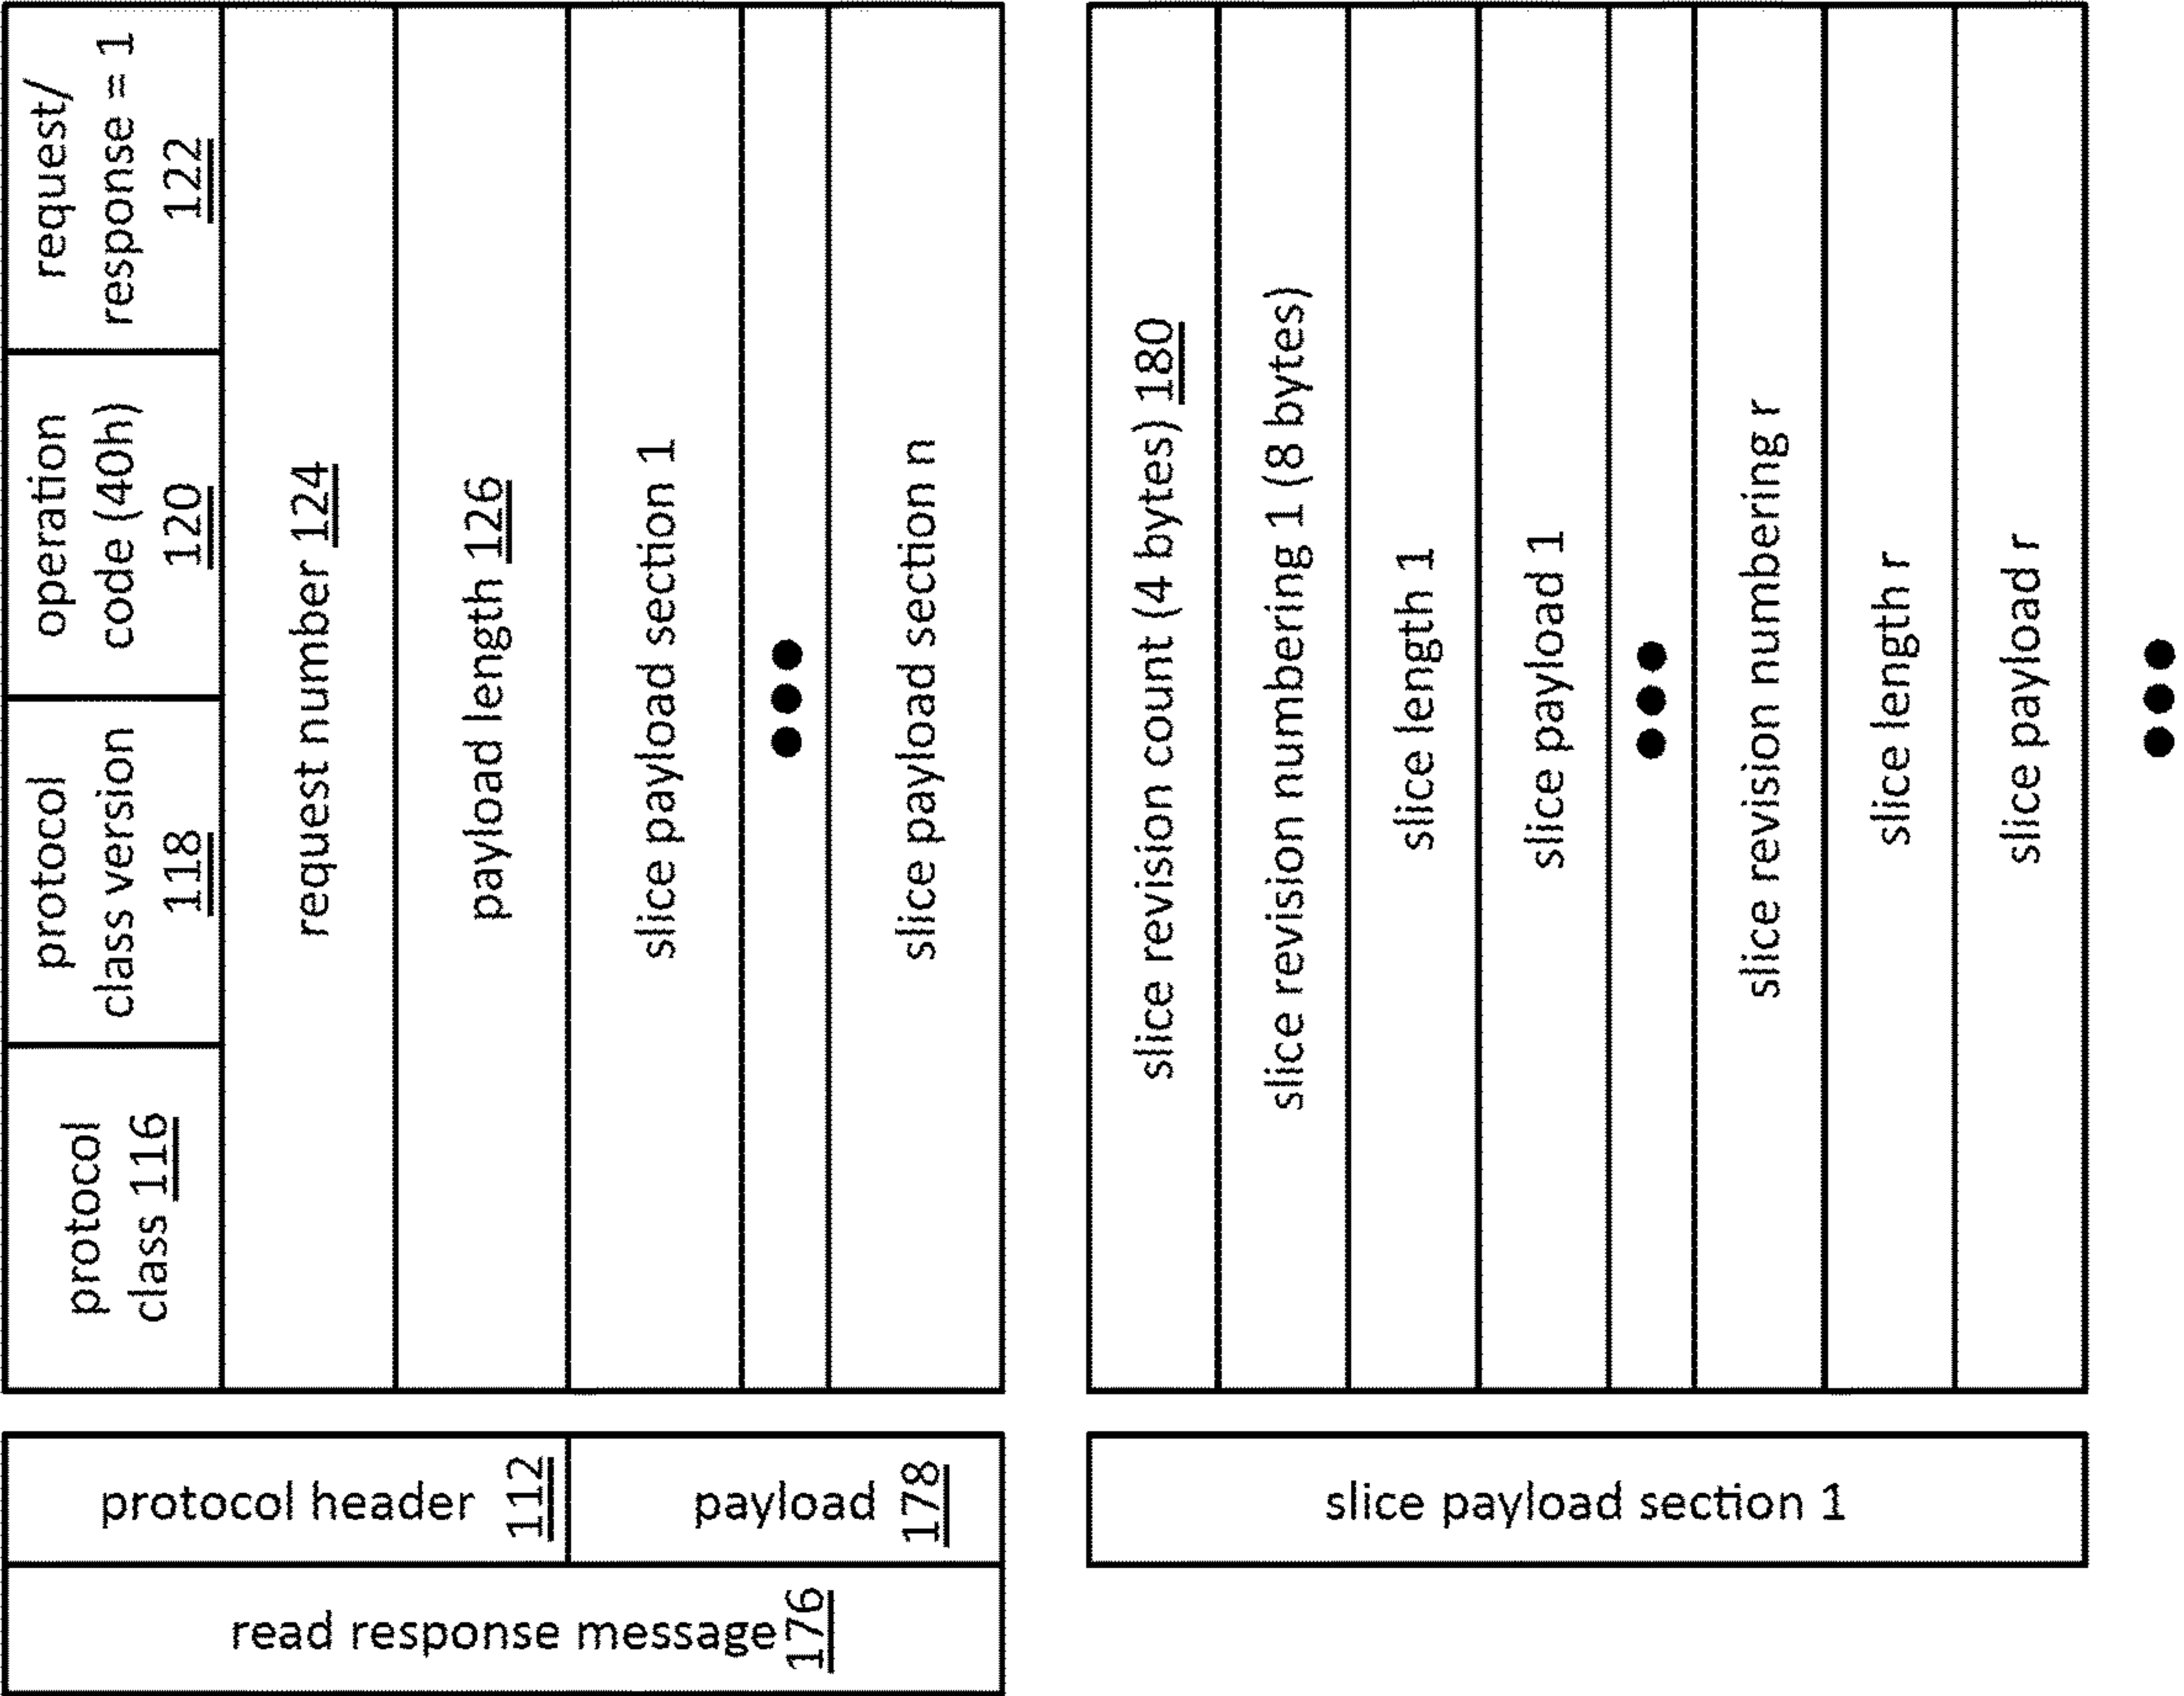 read response message 176
protocol header 112
payload 178
protocol
class 116
protocol
class version
118
operation
code (40h)
120
request/
response = 1
122
request number 124
payload length 126
slice payload section 1
slice payload section n
slice payload section 1
slice revision count (4 bytes) 180
slice revision numbering 1 (8 bytes)
slice length 1
slice payload 1
slice revision numbering r
slice length r
slice payload r